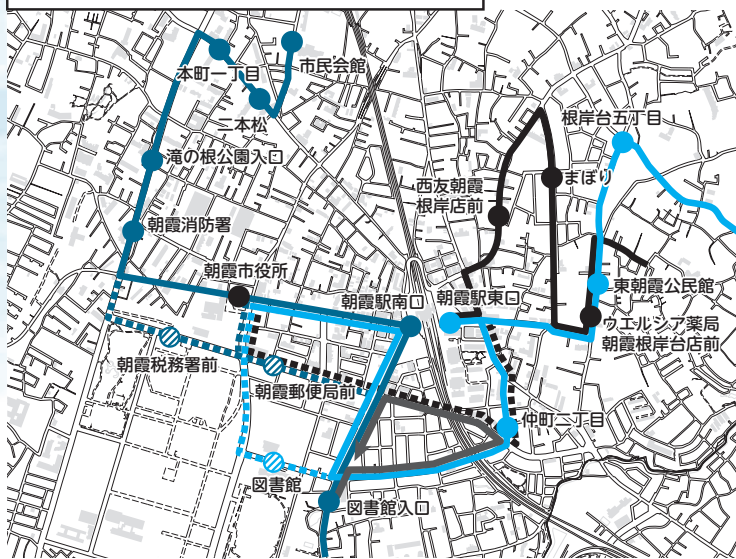 市民会館
本町一丁目
二本松
根岸台五丁目
滝の根公園入口
まぼり
西友朝霞
根岸店前
朝霞消防署
朝霞市役所
東朝霞公民館
朝霞駅南口
朝霞駅東口
ウエルシア薬局
朝霞根岸台店前
朝霞税務署前
朝霞郵便局前
仲町二丁目
図書館
図書館入口